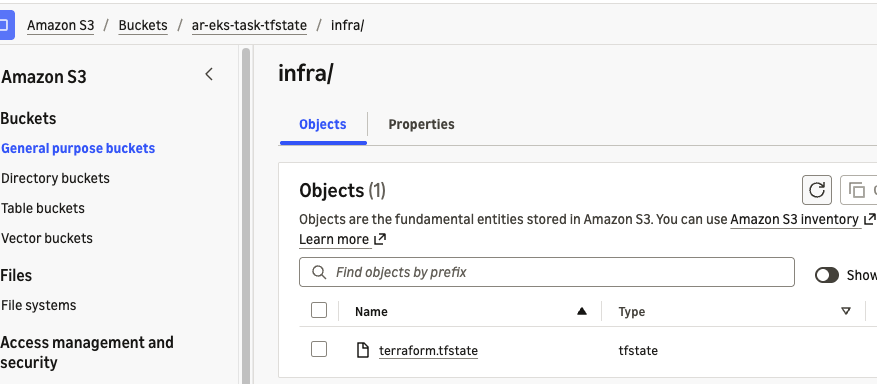 Amazon S3 / Buckets / ar-eks-task-tfstate / infra/
Amazon S3
Buckets
General purpose buckets
Directory buckets
Table buckets
Vector buckets
Files
File systems
Access management and
security
infra/
Objects
Properties
Objects (1)
Objects are the fundamental entities stored in Amazon S3. You can use Amazon S3 inventory
Learn more
Find objects by prefix
Show
Name
Type
terraform.tfstate
tfstate